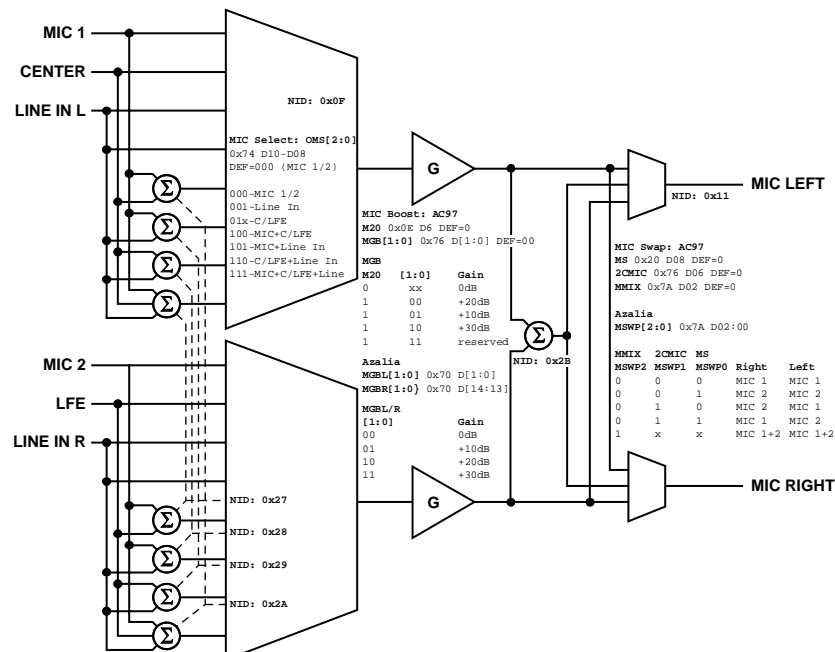 MIC 1
CENTER
LINE IN L
NID: 0x0F
MIC Select: OMS[2:0]
0x74 D10-D08
DEF=000 (MIC 1/2)
000-MIC 1/2
001-Line In
01x-C/LFE
100-MIC+C/LFE
101-MIC+Line In
110-C/LFE+Line In
111-MIC+C/LFE+Line
Σ
Σ
Σ
Σ
G
MIC LEFT
NID: 0x11
MIC Boost: AC97
M20 0x0E D6 DEF=0
MGB[1:0] 0x76 D[1:0] DEF=00
MGB
M20 [1:0] Gain
0 xx 0dB
1 00 +20dB
1 01 +10dB
1 10 +30dB
1 11 reserved
Azalia
MGBL[1:0] 0x70 D[1:0]
MGBR[1:0} 0x70 D[14:13]
MGBL/R
[1:0] Gain
00 0dB
01 +10dB
10 +20dB
11 +30dB
Σ
NID: 0x2B
MIC Swap: AC97
MS 0x20 D08 DEF=0
2CMIC 0x76 D06 DEF=0
MMIX 0x7A D02 DEF=0
Azalia
MSWP[2:0] 0x7A D02:00
MMIX 2CMIC MS
MSWP2 MSWP1 MSWP0 Right Left
0 0 0 MIC 1 MIC 1
0 0 1 MIC 2 MIC 2
0 1 0 MIC 2 MIC 1
0 1 1 MIC 1 MIC 2
1 x x MIC 1+2 MIC 1+2
MIC 2
LFE
LINE IN R
NID: 0x27
NID: 0x28
NID: 0x29
NID: 0x2A
Σ
Σ
Σ
Σ
G
MIC RIGHT